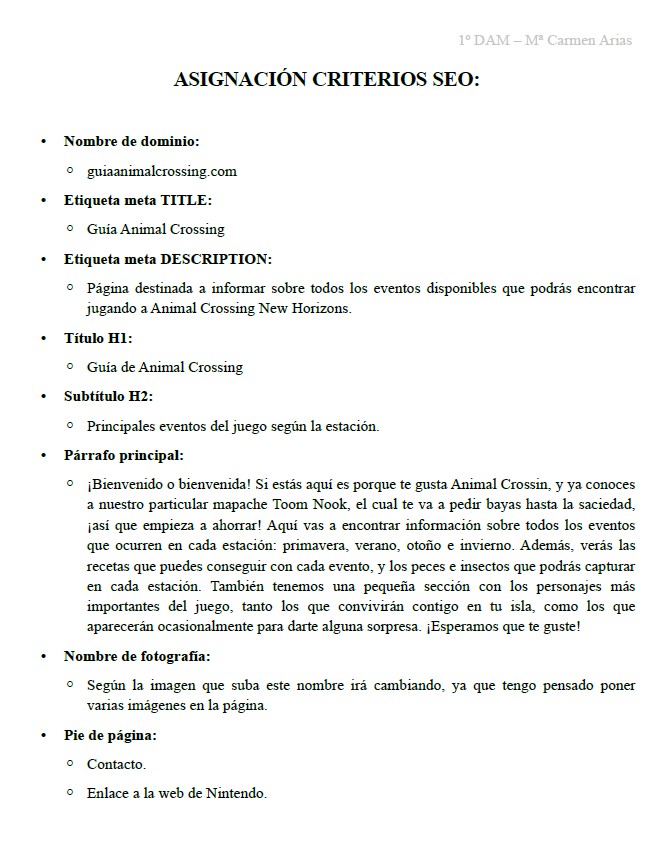 1º DAM – Mª Carmen Arias
ASIGNACIÓN CRITERIOS SEO:
• Nombre de dominio:
◦ guiaanimalcrossing.com
• Etiqueta meta TITLE:
◦ Guía Animal Crossing
• Etiqueta meta DESCRIPTION:
◦ Página destinada a informar sobre todos los eventos disponibles que podrás encontrar
jugando a Animal Crossing New Horizons.
• Título H1:
◦ Guía de Animal Crossing
• Subtítulo H2:
◦ Principales eventos del juego según la estación.
• Párrafo principal:
◦ ¡Bienvenido o bienvenida! Si estás aquí es porque te gusta Animal Crossin, y ya conoces
a nuestro particular mapache Toom Nook, el cual te va a pedir bayas hasta la saciedad,
¡así que empieza a ahorrar! Aquí vas a encontrar información sobre todos los eventos
que ocurren en cada estación: primavera, verano, otoño e invierno. Además, verás las
recetas que puedes conseguir con cada evento, y los peces e insectos que podrás capturar
en cada estación. También tenemos una pequeña sección con los personajes más
importantes del juego, tanto los que convivirán contigo en tu isla, como los que
aparecerán ocasionalmente para darte alguna sorpresa. ¡Esperamos que te guste!
• Nombre de fotografía:
◦ Según la imagen que suba este nombre irá cambiando, ya que tengo pensado poner
varias imágenes en la página.
• Pie de página:
◦ Contacto.
◦ Enlace a la web de Nintendo.